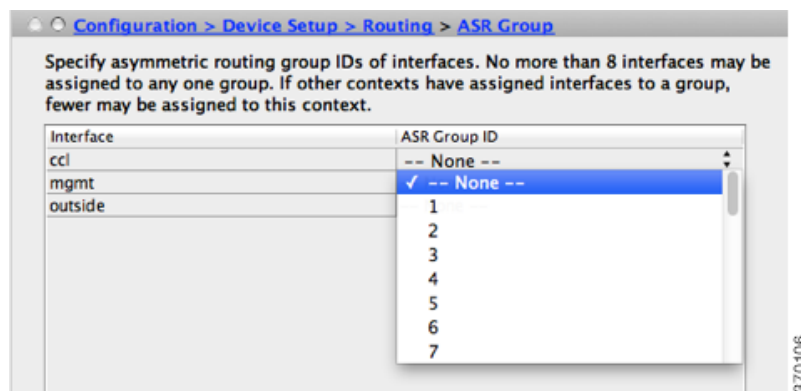 Configuration > Device Setup > Routing > ASR Group
Specify asymmetric routing group IDs of interfaces. No more than 8 interfaces may be
assigned to any one group. If other contexts have assigned interfaces to a group,
fewer may be assigned to this context.
Interface ASR Group ID
ccl -- None --
mgmt ✓ -- None --
outside 1
2
3
4
5
6
7
370106